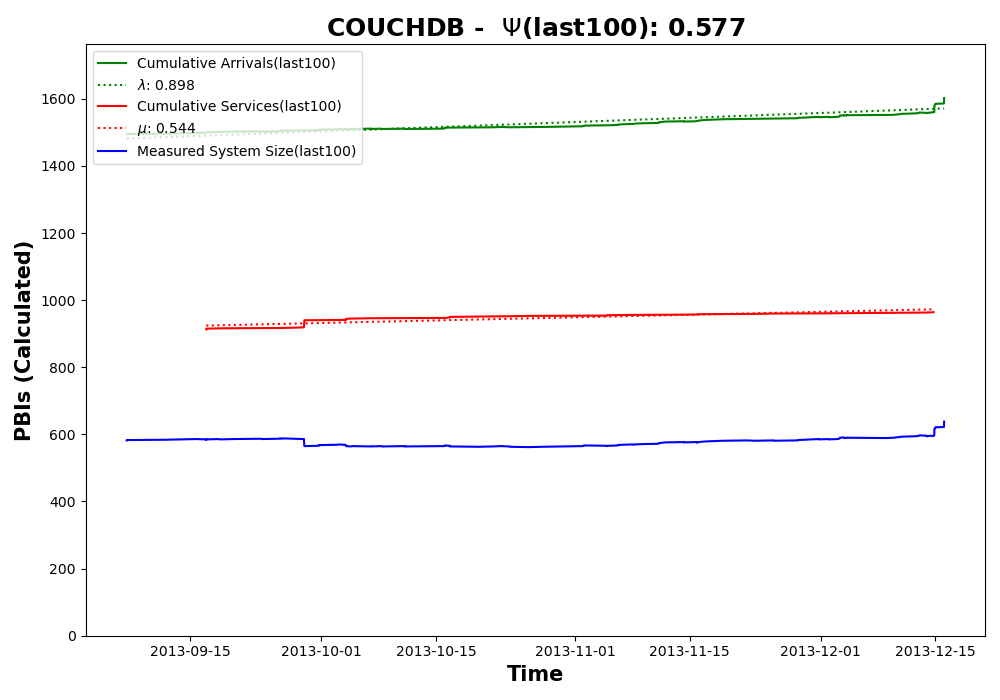 COUCHDB - Ψ(last100): 0.577
Cumulative Arrivals(last100)
λ: 0.898
Cumulative Services(last100)
μ: 0.544
Measured System Size(last100)
PBIs (Calculated)
1600
1400
1200
1000
800
600
400
200
0
2013-09-15 2013-10-01 2013-10-15 2013-11-01 2013-11-15 2013-12-01 2013-12-15
Time